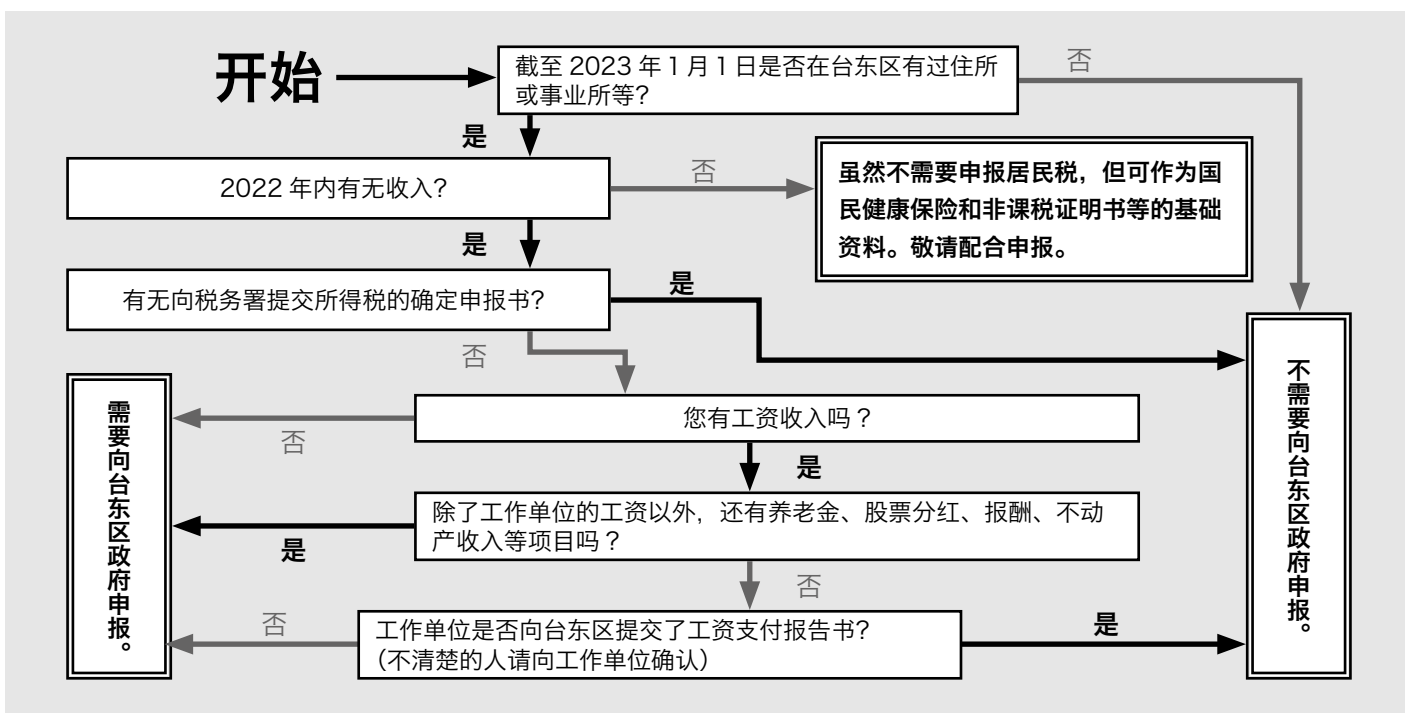 开始
截至 2023 年 1 月 1 日是否在台东区有过住所
或事业所等?
否
是
2022 年内有无收入?
否
虽然不需要申报居民税，但可作为国
民健康保险和非课税证明书等的基础
资料。敬请配合申报。
是
有无向税务署提交所得税的确定申报书?
是
否
需要向台东区政府申报。
不需要向台东区政府申报。
您有工资收入吗？
否
是
除了工作单位的工资以外，还有养老金、股票分红、报酬、不动
产收入等项目吗？
是
否
工作单位是否向台东区提交了工资支付报告书?
（不清楚的人请向工作单位确认）
否
是